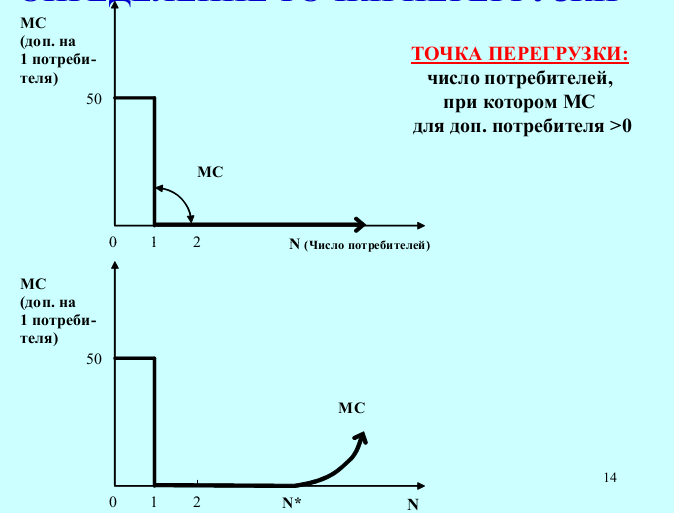 МС
(доп. на
1 потреби-
теля)
ТОЧКА ПЕРЕГРУЗКИ:
число потребителей,
при котором МС
для доп. потребителя >0
50
МС
0 1 2 N (Число потребителей)
МС
(доп. на
1 потреби-
теля)
50
МС
14
0 1 2 N* N